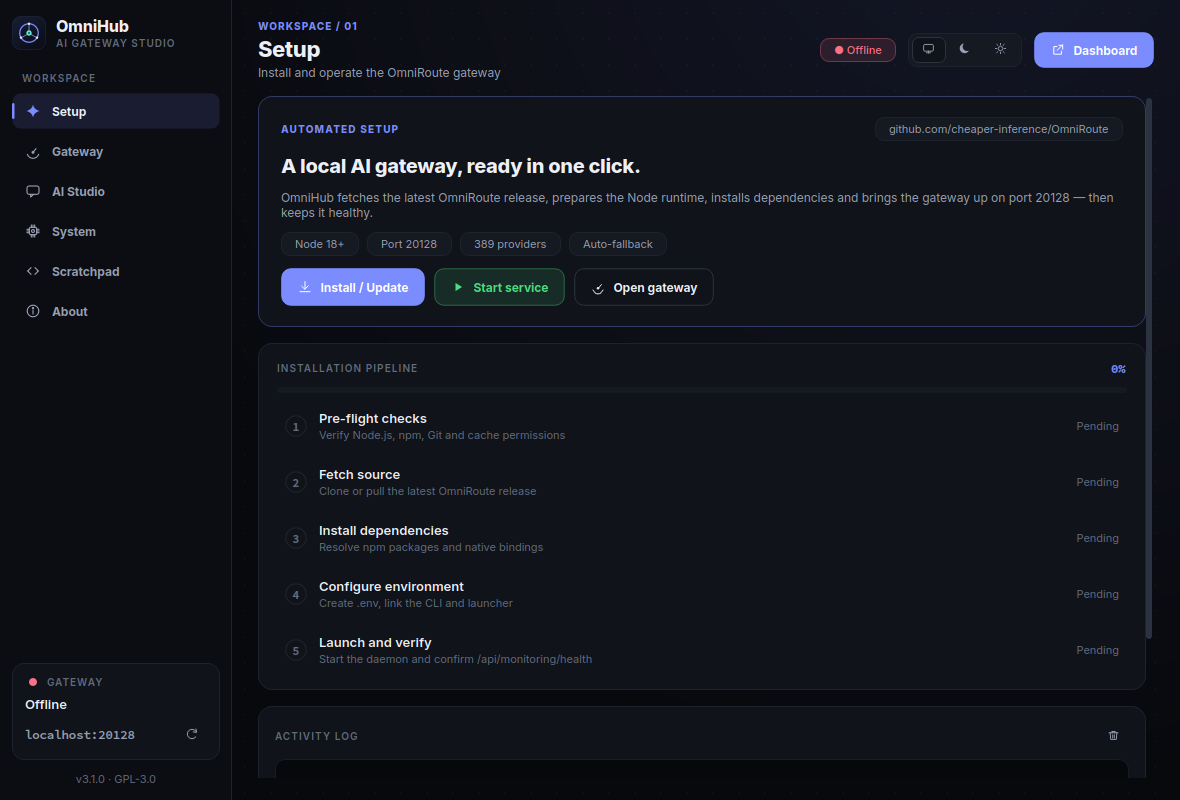 OmniHub
AI GATEWAY STUDIO
WORKSPACE
Setup
Gateway
AI Studio
System
Scratchpad
About
GATEWAY
Offline
localhost:20128
v3.1.0 · GPL-3.0
WORKSPACE / 01
Setup
Install and operate the OmniRoute gateway
Offline
Dashboard
AUTOMATED SETUP
github.com/cheaper-inference/OmniRoute
A local AI gateway, ready in one click.
OmniHub fetches the latest OmniRoute release, prepares the Node runtime, installs dependencies and brings the gateway up on port 20128 — then
keeps it healthy.
Node 18+
Port 20128
389 providers
Auto-fallback
Install / Update
Start service
Open gateway
INSTALLATION PIPELINE
0%
1
Pre-flight checks
Verify Node.js, npm, Git and cache permissions
Pending
2
Fetch source
Clone or pull the latest OmniRoute release
Pending
3
Install dependencies
Resolve npm packages and native bindings
Pending
4
Configure environment
Create .env, link the CLI and launcher
Pending
5
Launch and verify
Start the daemon and confirm /api/monitoring/health
Pending
ACTIVITY LOG